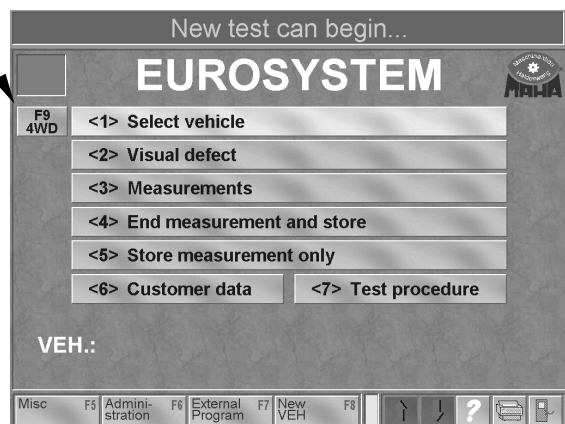 New test can begin...
EUROSYSTEM
Maschinenbau
Haldenwang
MAHA
F9
4WD
<1> Select vehicle
<2> Visual defect
<3> Measurements
<4> End measurement and store
<5> Store measurement only
<6> Customer data <7> Test procedure
VEH.:
Misc F5 Admini- F6 External F7 New F8
stration Program VEH
?